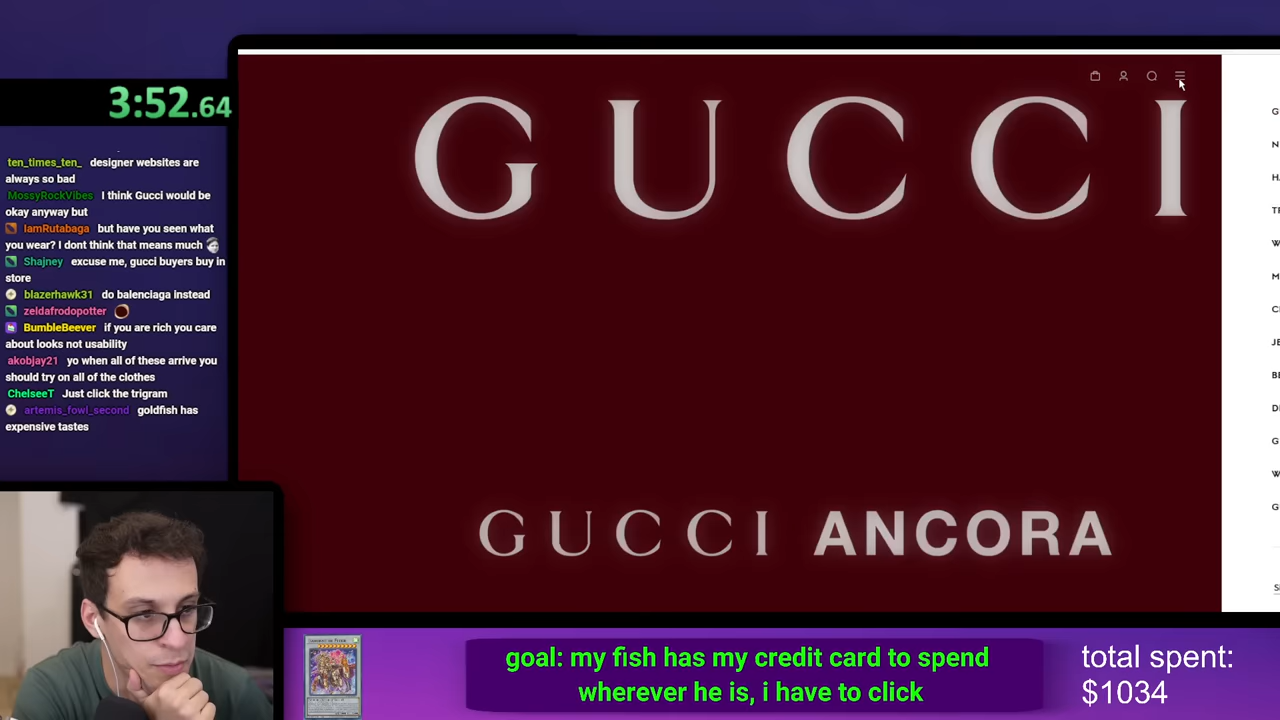 3:52.64
ten_times_ten_ designer websites are
always so bad
MossyRockVibes I think Gucci would be
okay anyway but
IamRutabaga but have you seen what
you wear? I dont think that means much
Shajney excuse me, gucci buyers buy in
store
blazerhawk31 do balenciaga instead
zeldafrodopotter
BumbleBeever if you are rich you care
about looks not usability
akobjay21 yo when all of these arrive you
should try on all of the clothes
ChelseeT Just click the trigram
artemis_fowl_second goldfish has
expensive tastes
GUCCI
GUCCI ANCORA
goal: my fish has my credit card to spend
wherever he is, i have to click
total spent:
$1034